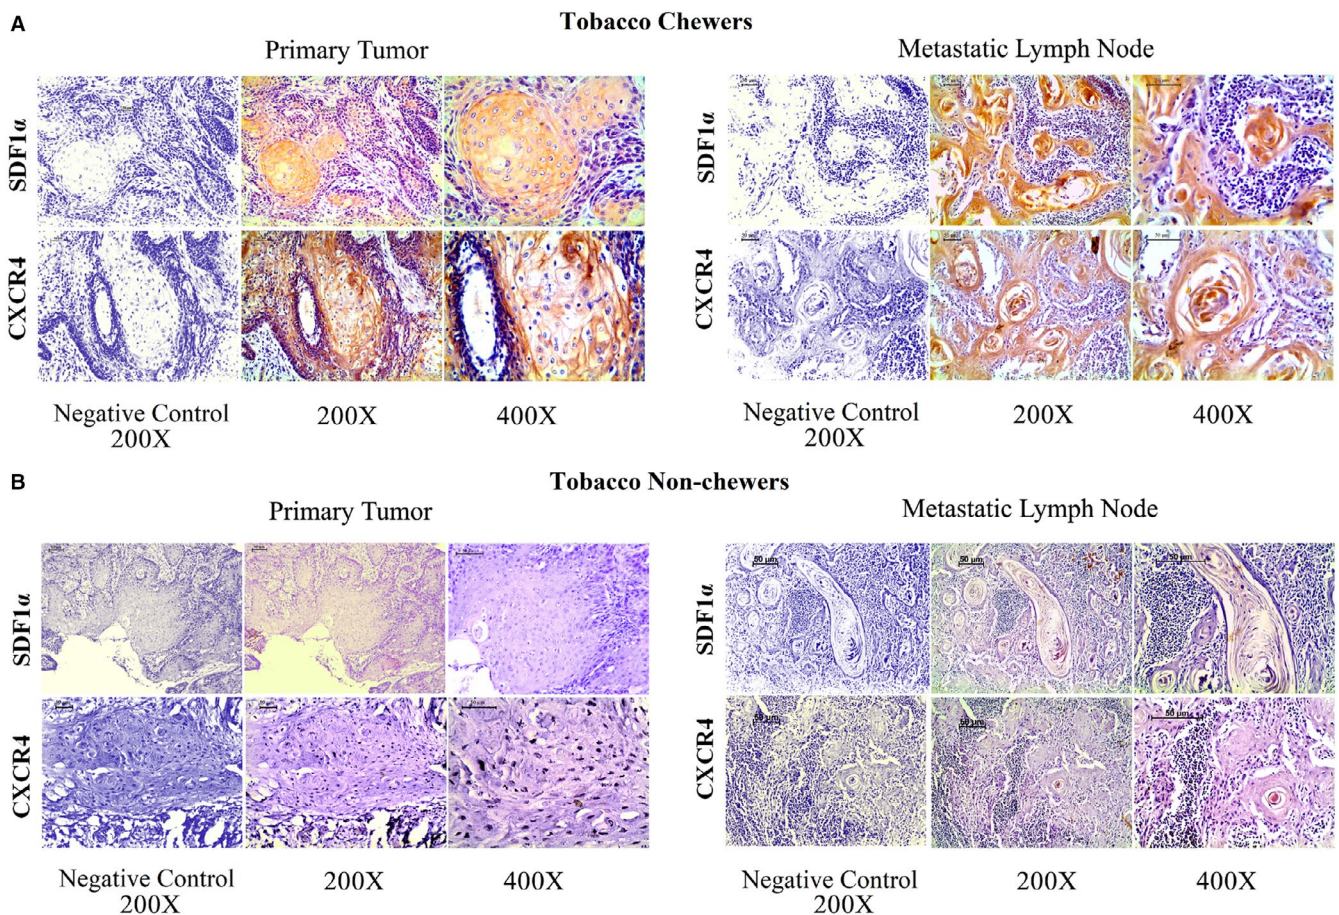 A
Tobacco Chewers
Primary Tumor
Metastatic Lymph Node
SDF1α
SDF1α
CXCR4
CXCR4
Negative Control
200X
200X
400X
Negative Control
200X
200X
400X
B
Tobacco Non-chewers
Primary Tumor
Metastatic Lymph Node
SDF1α
SDF1α
50 µm
50 µm
50 µm
CXCR4
CXCR4
50 µm
50 µm
50 µm
Negative Control
200X
200X
400X
Negative Control
200X
200X
400X